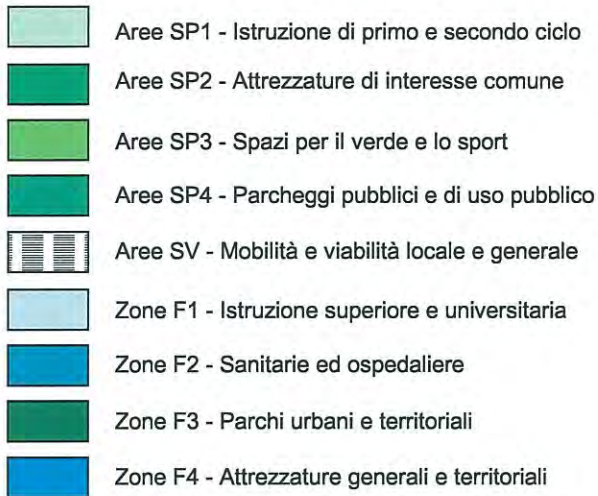 Aree SP1 - Istruzione di primo e secondo ciclo
Aree SP2 - Attrezzature di interesse comune
Aree SP3 - Spazi per il verde e lo sport
Aree SP4 - Parcheggi pubblici e di uso pubblico
Aree SV - Mobilità e viabilità locale e generale
Zone F1 - Istruzione superiore e universitaria
Zone F2 - Sanitarie ed ospedaliere
Zone F3 - Parchi urbani e territoriali
Zone F4 - Attrezzature generali e territoriali